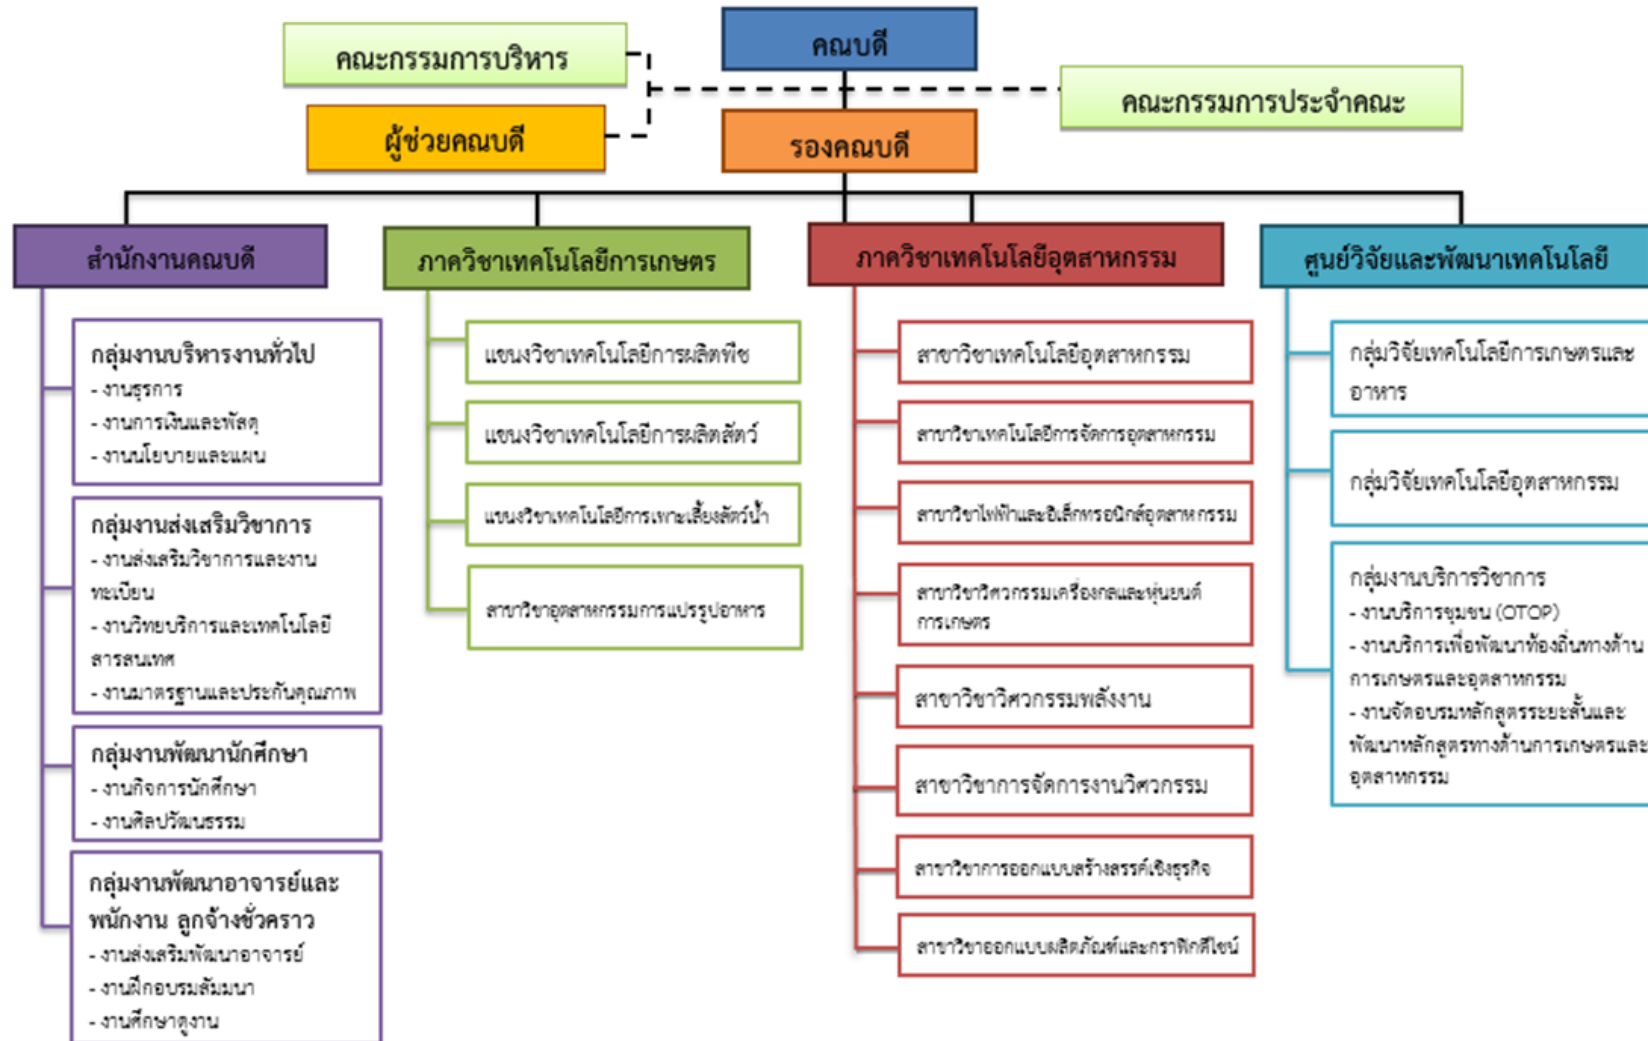 คณบดี
คณะกรรมการบริหาร
คณะกรรมการประจำคณะ
ผู้ช่วยคณบดี
รองคณบดี
สำนักงานคณบดี
กลุ่มงานบริหารงานทั่วไป
- งานธุรการ
- งานการเงินและพัสดุ
- งานนโยบายและแผน
กลุ่มงานส่งเสริมวิชาการ
- งานส่งเสริมวิชาการและงาน
ทะเบียน
- งานวิทยบริการและเทคโนโลยี
สารสนเทศ
- งานมาตรฐานและประกันคุณภาพ
กลุ่มงานพัฒนานักศึกษา
- งานกิจการนักศึกษา
- งานศิลปวัฒนธรรม
กลุ่มงานพัฒนาอาจารย์และ
พนักงาน ลูกจ้างชั่วคราว
- งานส่งเสริมพัฒนาอาจารย์
- งานฝึกอบรมสัมมนา
- งานศึกษาดูงาน
ภาควิชาเทคโนโลยีการเกษตร
แขนงวิชาเทคโนโลยีการผลิตพืช
แขนงวิชาเทคโนโลยีการผลิตสัตว์
แขนงวิชาเทคโนโลยีการเพาะเลี้ยงสัตว์น้ำ
สาขาวิชาอุตสาหกรรมการแปรรูปอาหาร
ภาควิชาเทคโนโลยีอุตสาหกรรม
สาขาวิชาเทคโนโลยีอุตสาหกรรม
สาขาวิชาเทคโนโลยีการจัดการอุตสาหกรรม
สาขาวิชาไฟฟ้าและอิเล็กทรอนิกส์อุตสาหกรรม
สาขาวิชาวิศวกรรมเครื่องกลและหุ่นยนต์
การเกษตร
สาขาวิชาวิศวกรรมพลังงาน
สาขาวิชาการจัดการงานวิศวกรรม
สาขาวิชาการออกแบบสร้างสรรค์เชิงธุรกิจ
สาขาวิชาออกแบบผลิตภัณฑ์และกราฟิกดีไซน์
ศูนย์วิจัยและพัฒนาเทคโนโลยี
กลุ่มวิจัยเทคโนโลยีการเกษตรและ
อาหาร
กลุ่มวิจัยเทคโนโลยีอุตสาหกรรม
กลุ่มงานบริการวิชาการ
- งานบริการชุมชน (OTOP)
- งานบริการเพื่อพัฒนาท้องถิ่นทางด้าน
การเกษตรและอุตสาหกรรม
- งานจัดอบรมหลักสูตรระยะสั้นและ
พัฒนาหลักสูตรทางด้านการเกษตรและ
อุตสาหกรรม